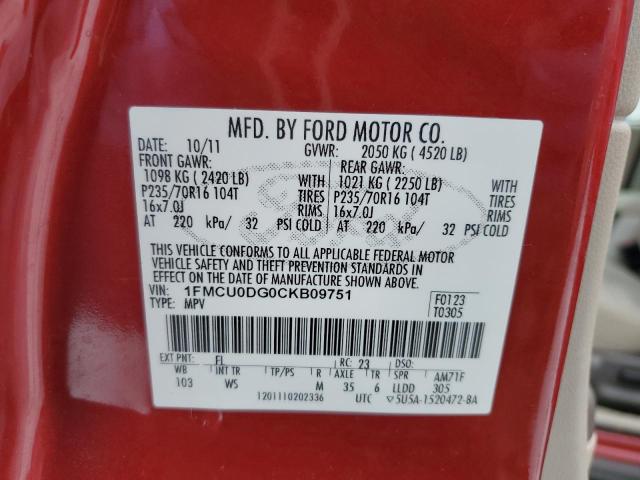 MFD. BY FORD MOTOR CO.
DATE: 10/11 GVWR: 2050 KG ( 4520 LB)
FRONT GAWR: REAR GAWR:
1098 KG ( 2420 LB) WITH 1021 KG ( 2250 LB) WITH
P235/70R16 104T TIRES P235/70R16 104T TIRES
16x7.0J RIMS 16x7.0J RIMS
AT 220 kPa/ 32 PSI COLD AT 220 kPa/ 32 PSI COLD
THIS VEHICLE CONFORMS TO ALL APPLICABLE FEDERAL MOTOR
VEHICLE SAFETY AND THEFT PREVENTION STANDARDS IN
EFFECT ON THE DATE OF MANUFACTURE SHOWN ABOVE.
VIN: 1FMCU0DG0CKB09751 F0123
TYPE: MPV T0305
EXT PNT: FL RC: 23 DSO:
WB INT TR TP/PS R AXLE TR SPR AM71F
103 WS M 35 6 LLDD 305
1201110202336 UTC 5U5A-1520472-BA